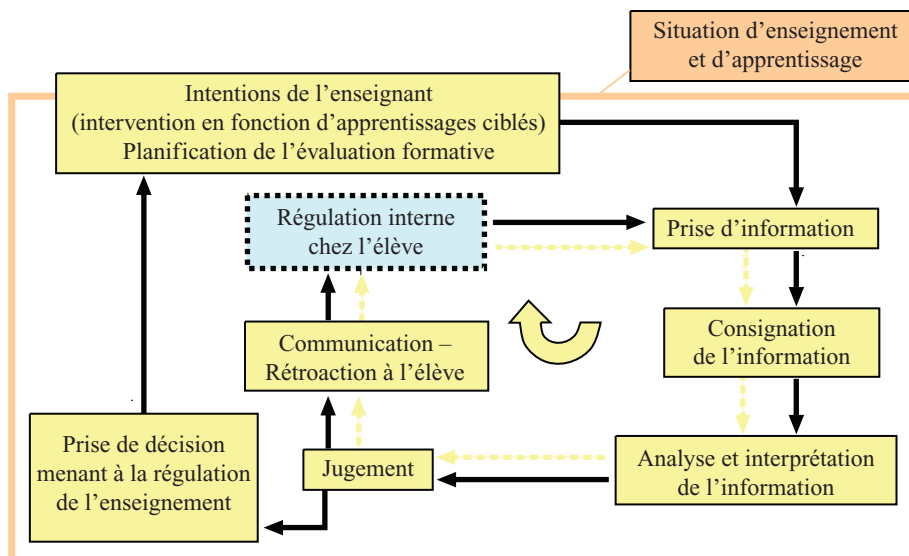 Situation d’enseignement
et d’apprentissage
Intentions de l’enseignant
(intervention en fonction d’apprentissages ciblés)
Planification de l’évaluation formative
Régulation interne
chez l’élève
Prise d’information
Communication –
Rétroaction à l’élève
Consignation
de l’information
Prise de décision
menant à la régulation
de l’enseignement
Jugement
Analyse et interprétation
de l’information